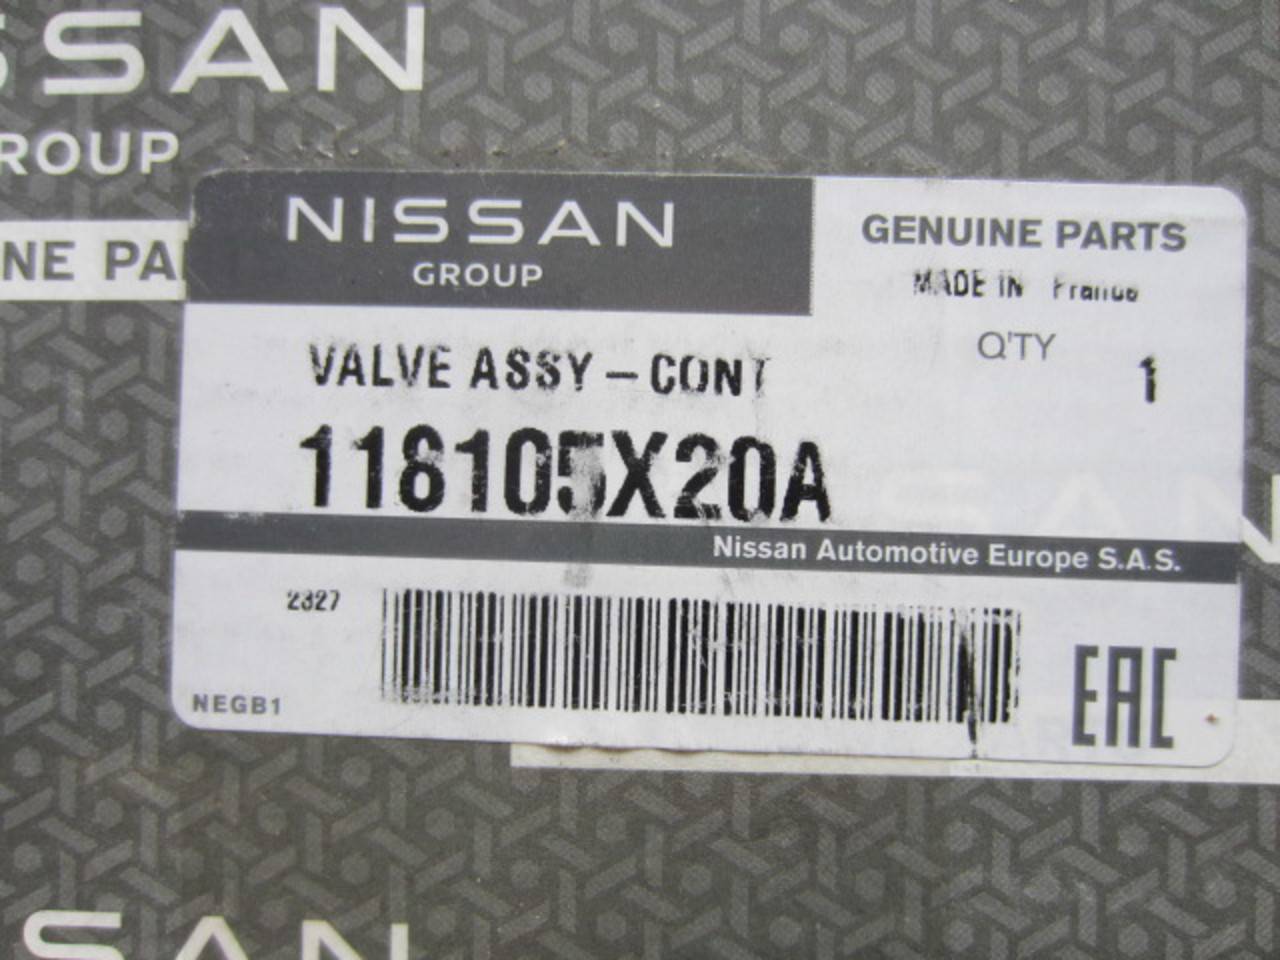 SSAN
ROUP
NE PA
NISSAN
GROUP
GENUINE PARTS
MADE IN France
Q'TY
1
VALVE ASSY – CONT
118105X20A
Nissan Automotive Europe S.A.S.
2327
NEGB1
EAC
SAN